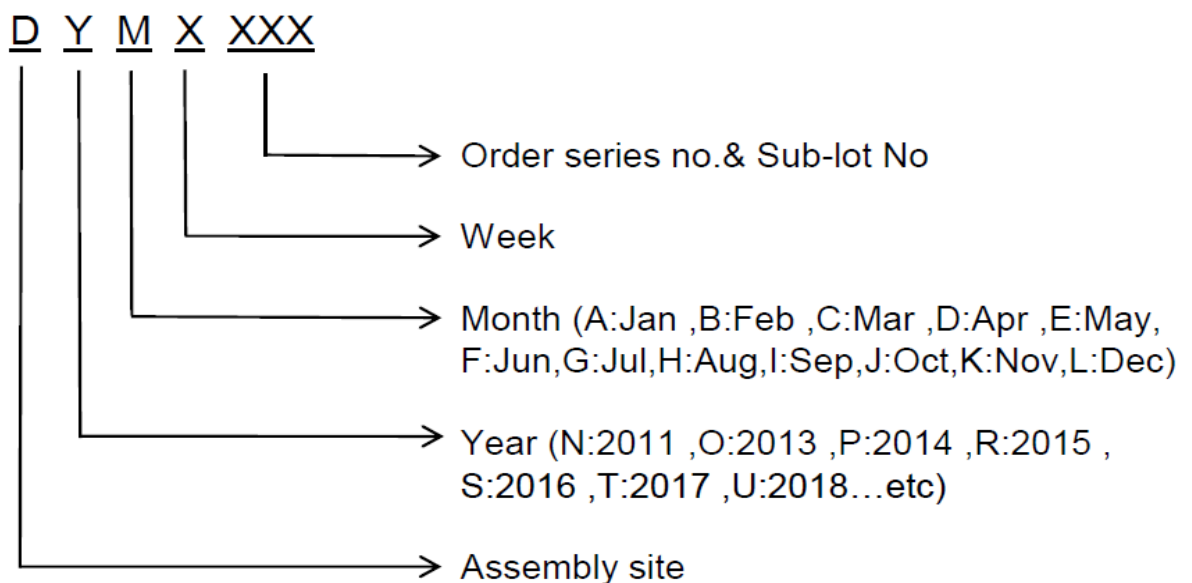 D Y M X XXX
Order series no.& Sub-lot No
Week
Month (A:Jan ,B:Feb ,C:Mar ,D:Apr ,E:May,
F:Jun,G:Jul,H:Aug,I:Sep,J:Oct,K:Nov,L:Dec)
Year (N:2011 ,O:2013 ,P:2014 ,R:2015 ,
S:2016 ,T:2017 ,U:2018...etc)
Assembly site